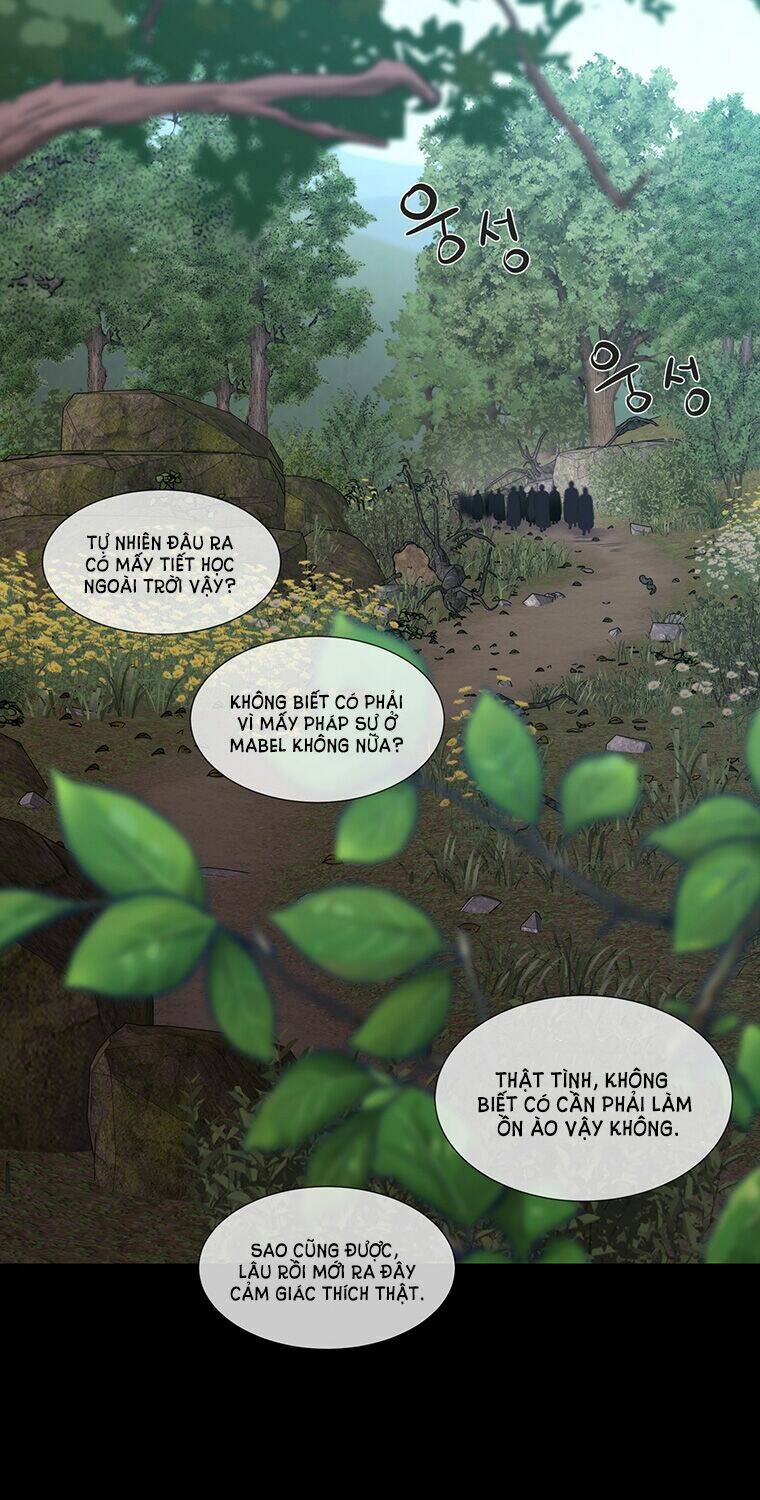 웅성
웅성
TỰ NHIÊN ĐÂU RA
CÓ MẤY TIẾT HỌC
NGOÀI TRỜI VẬY?
KHÔNG BIẾT CÓ PHẢI
VÌ MẤY PHÁP SƯ Ở
MABEL KHÔNG NỮA?
THẬT TÌNH, KHÔNG
BIẾT CÓ CẦN PHẢI LÀM
ỒN ÀO VẬY KHÔNG.
SAO CŨNG ĐƯỢC,
LÂU RỒI MỚI RA ĐÂY
CẢM GIÁC THÍCH THẬT.